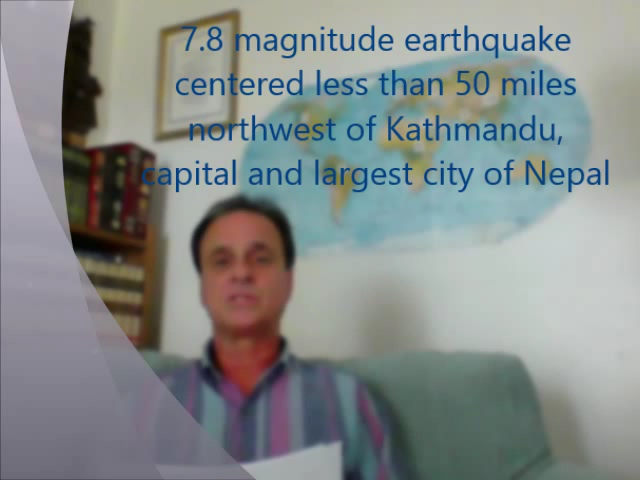 7.8 magnitude earthquake
centered less than 50 miles
northwest of Kathmandu,
capital and largest city of Nepal